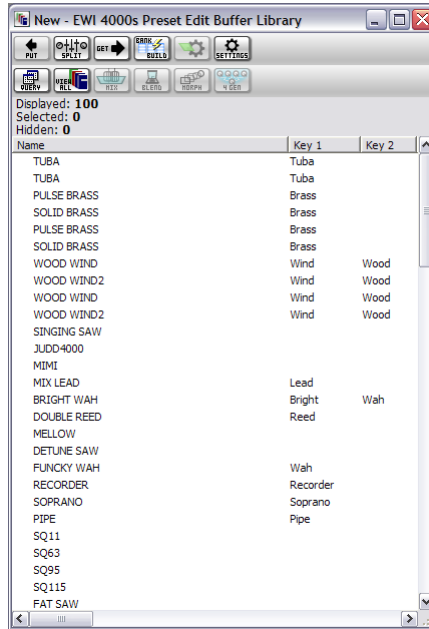 New - EWI 4000s Preset Edit Buffer Library
PUT SPLIT GET BANK BUILD SETTINGS
QUERY VIEW ALL MIX BLEND MORPH 4 GEN
Displayed: 100
Selected: 0
Hidden: 0
Name Key 1 Key 2
TUBA Tuba
TUBA Tuba
PULSE BRASS Brass
SOLID BRASS Brass
PULSE BRASS Brass
SOLID BRASS Brass
WOOD WIND Wind Wood
WOOD WIND2 Wind Wood
WOOD WIND Wind Wood
WOOD WIND2 Wind Wood
SINGING SAW
JUDD4000
MIMI
MIX LEAD Lead
BRIGHT WAH Bright Wah
DOUBLE REED Reed
MELLOW
DETUNE SAW
FUNCKY WAH Wah
RECORDER Recorder
SOPRANO Soprano
PIPE Pipe
SQ11
SQ63
SQ95
SQ115
FAT SAW